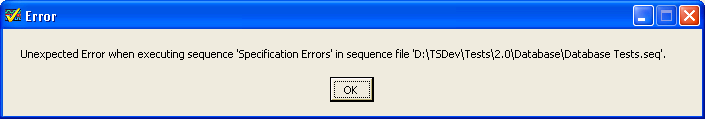 Error
Unexpected Error when executing sequence 'Specification Errors' in sequence file 'D:\TSDev\Tests\2.0\Database\Database Tests.seq'.
OK